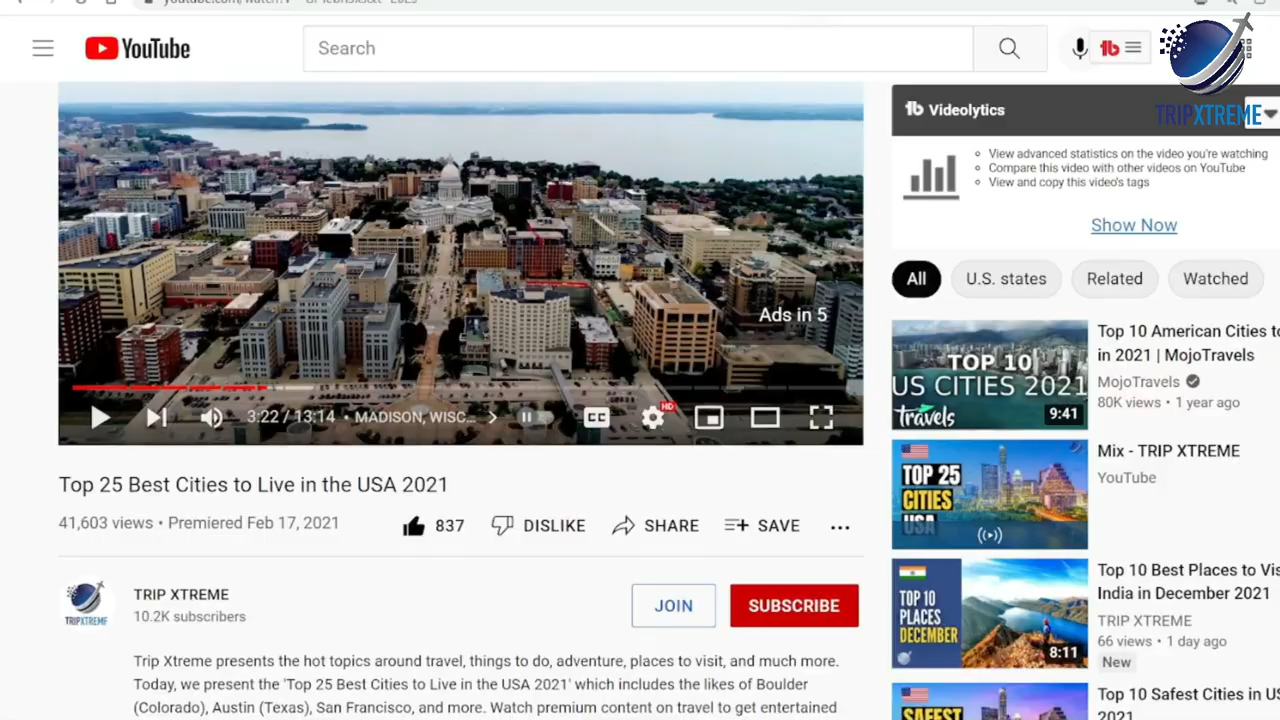 YouTube
Search
TRIPXTREME
Videolytics
View advanced statistics on the video you're watching
Compare this video with other videos on YouTube
View and copy this video's tags
Show Now
All
U.S. states
Related
Watched
Ads in 5
3:22 / 13:14 • MADISON, WISC...
CC
HD
Top 25 Best Cities to Live in the USA 2021
41,603 views • Premiered Feb 17, 2021
837
DISLIKE
SHARE
SAVE
TRIP XTREME
10.2K subscribers
JOIN
SUBSCRIBE
TRIPXTREME
Trip Xtreme presents the hot topics around travel, things to do, adventure, places to visit, and much more.
Today, we present the 'Top 25 Best Cities to Live in the USA 2021' which includes the likes of Boulder
(Colorado), Austin (Texas), San Francisco, and more. Watch premium content on travel to get entertained
TOP 10
US CITIES 2021
travels
9:41
Top 10 American Cities to
in 2021 | MojoTravels
MojoTravels
80K views • 1 year ago
TOP 25
CITIES
USA
Mix - TRIP XTREME
YouTube
TOP 10
PLACES
DECEMBER
8:11
Top 10 Best Places to Vis
India in December 2021
TRIP XTREME
66 views • 1 day ago
New
SAFEST
Top 10 Safest Cities in US
2021